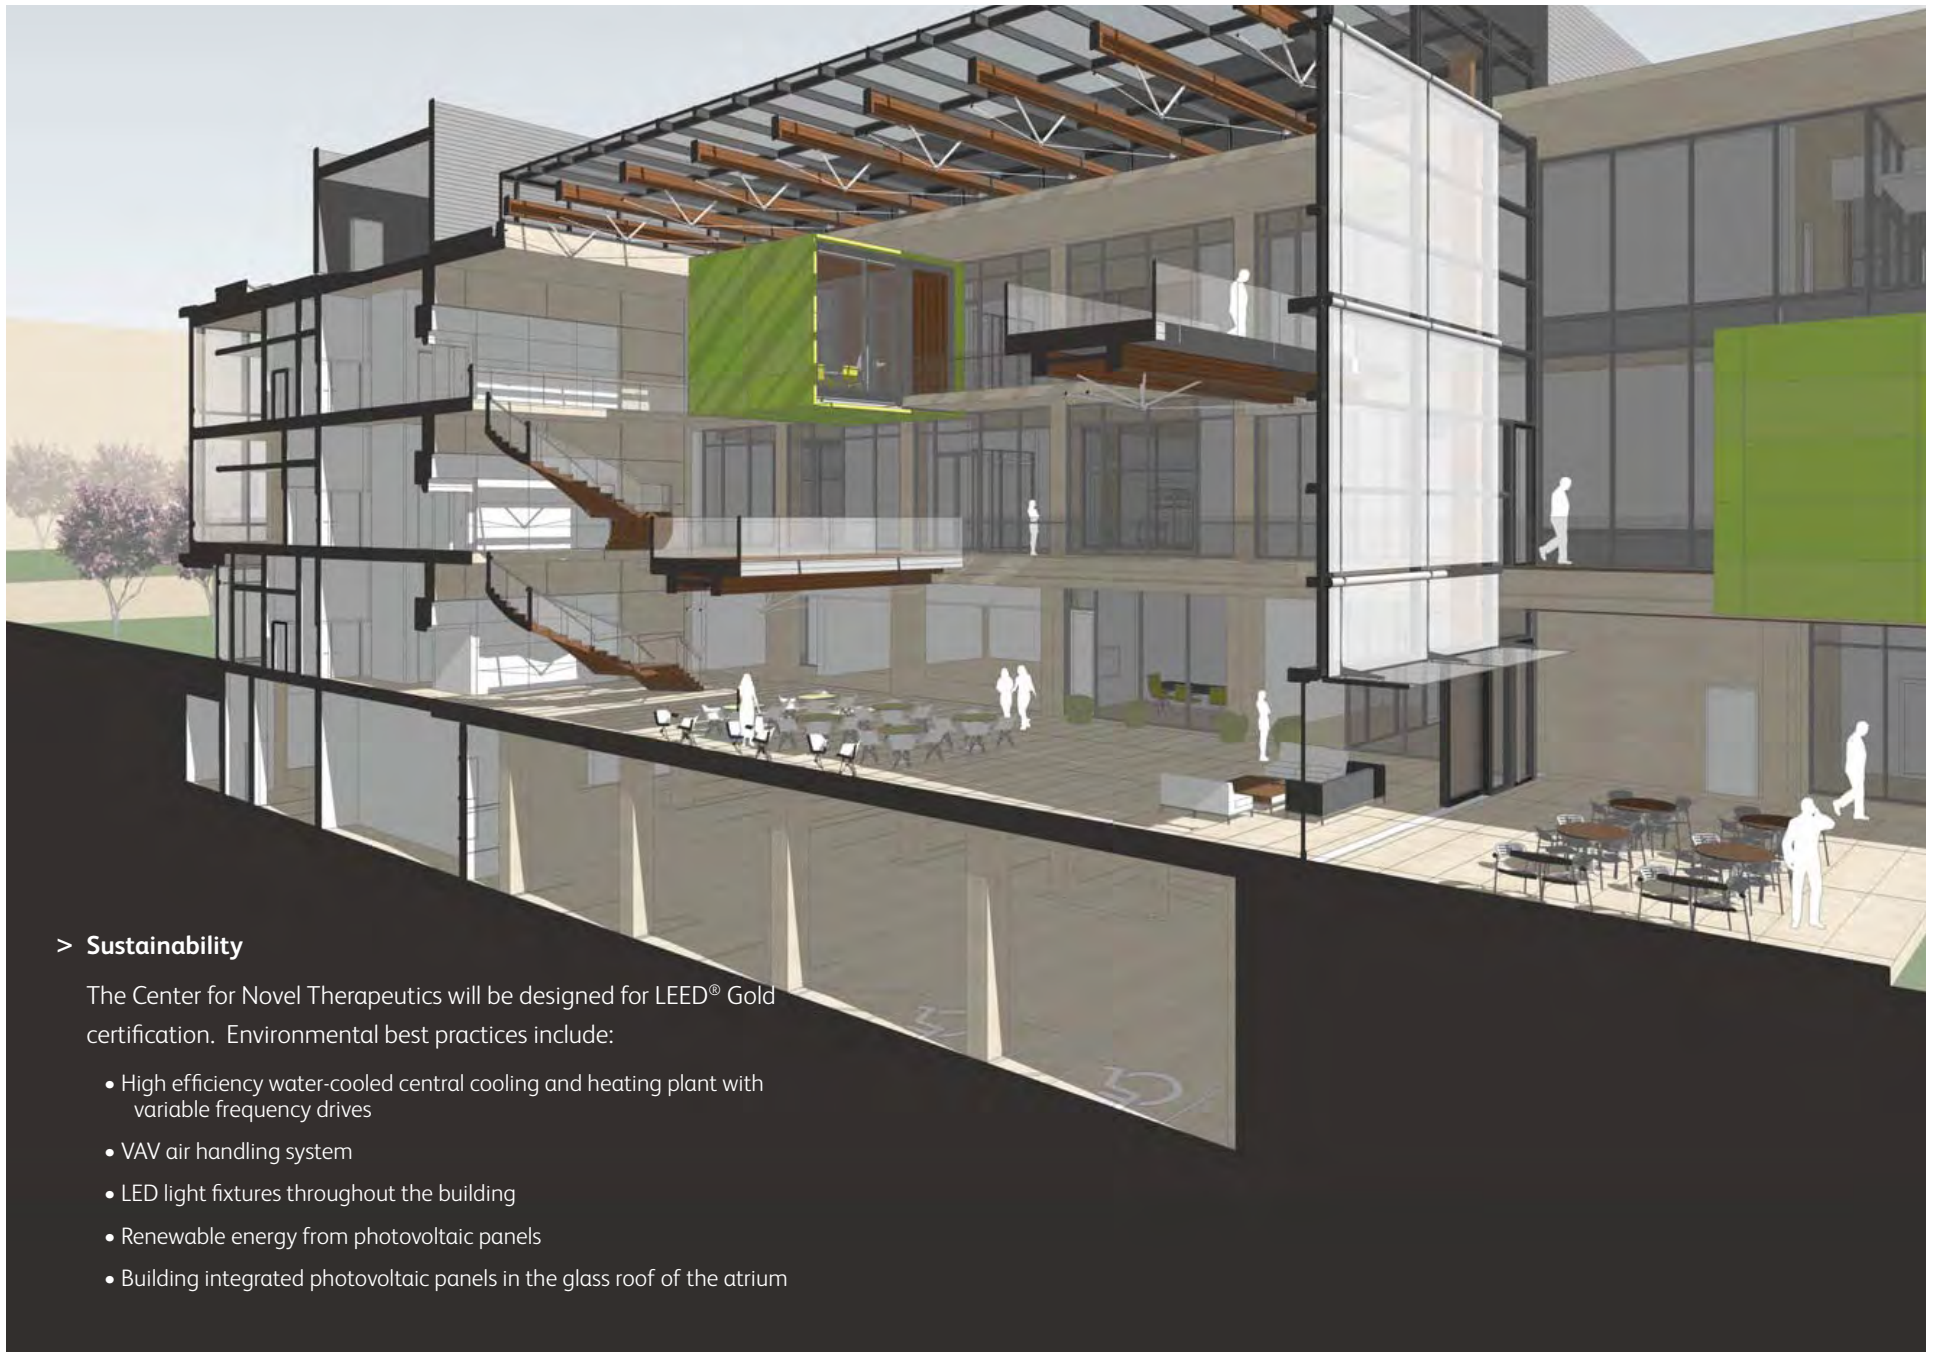 > Sustainability
The Center for Novel Therapeutics will be designed for LEED® Gold
certification.  Environmental best practices include:
• High efficiency water-cooled central cooling and heating plant with
variable frequency drives
• VAV air handling system
• LED light fixtures throughout the building
• Renewable energy from photovoltaic panels
• Building integrated photovoltaic panels in the glass roof of the atrium